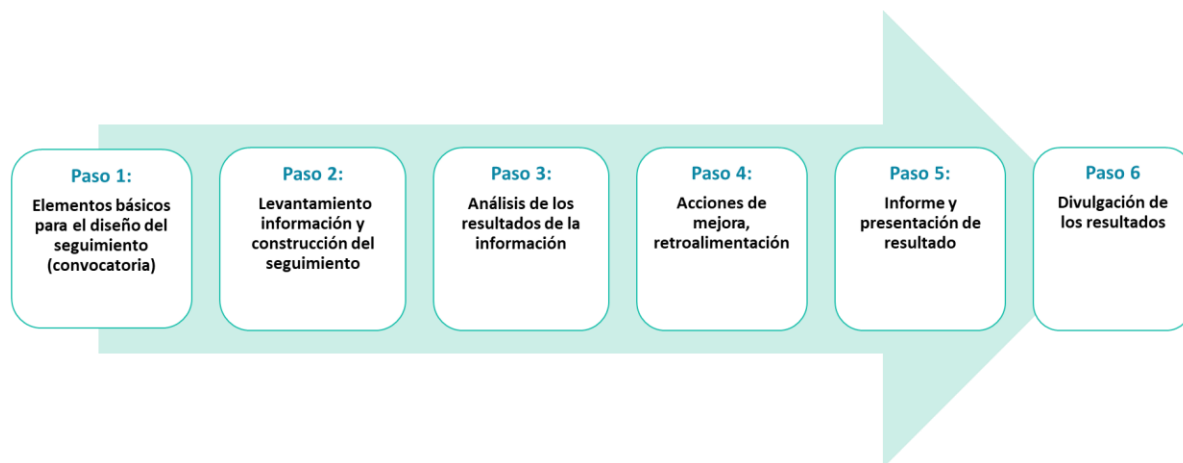 Paso 1:
Elementos básicos
para el diseño del
seguimiento
(convocatoria)
Paso 2:
Levantamiento
información y
construcción del
seguimiento
Paso 3:
Análisis de los
resultados de la
información
Paso 4:
Acciones de
mejora,
retroalimentación
Paso 5:
Informe y
presentación de
resultado
Paso 6
Divulgación de
los resultados